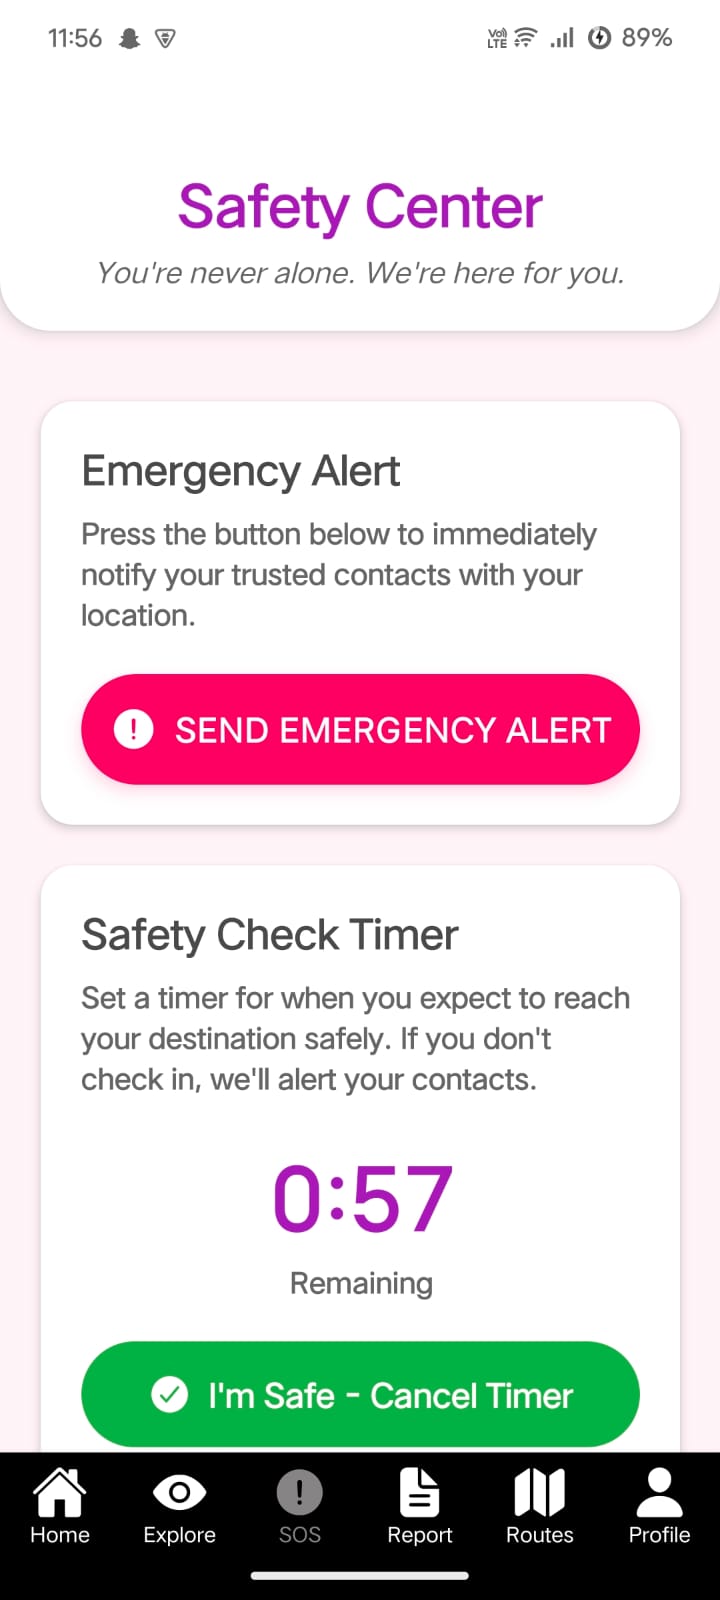 11:56
Vo)) LTE 89%
Safety Center
You're never alone. We're here for you.
Emergency Alert
Press the button below to immediately
notify your trusted contacts with your
location.
SEND EMERGENCY ALERT
Safety Check Timer
Set a timer for when you expect to reach
your destination safely. If you don't
check in, we'll alert your contacts.
0:57
Remaining
I'm Safe - Cancel Timer
Home Explore SOS Report Routes Profile